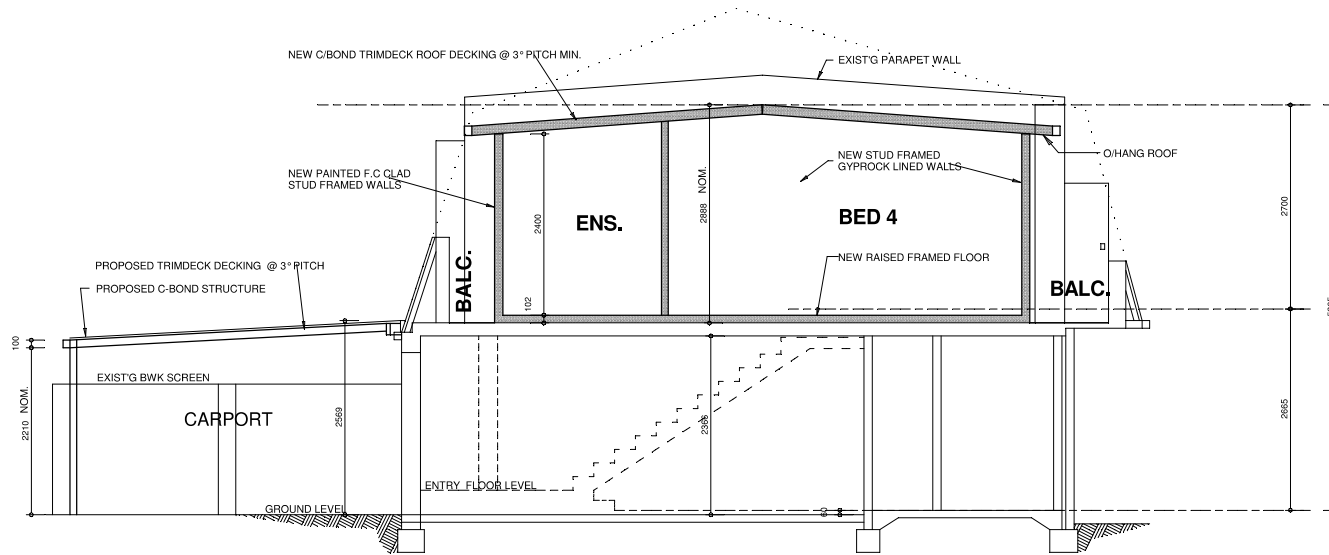 NEW C/BOND TRIMDECK ROOF DECKING @ 3° PITCH MIN.
EXIST'G PARAPET WALL
O/HANG ROOF
NEW STUD FRAMED
GYPROCK LINED WALLS
NEW PAINTED F.C CLAD
STUD FRAMED WALLS
2400
2888 NOM.
2700
ENS.
BED 4
NEW RAISED FRAMED FLOOR
BALC.
BALC.
102
PROPOSED TRIMDECK DECKING @ 3° PITCH
PROPOSED C-BOND STRUCTURE
100
EXIST'G BWK SCREEN
CARPORT
2210 NOM.
2569
2366
2665
ENTRY FLOOR LEVEL
GROUND LEVEL
60